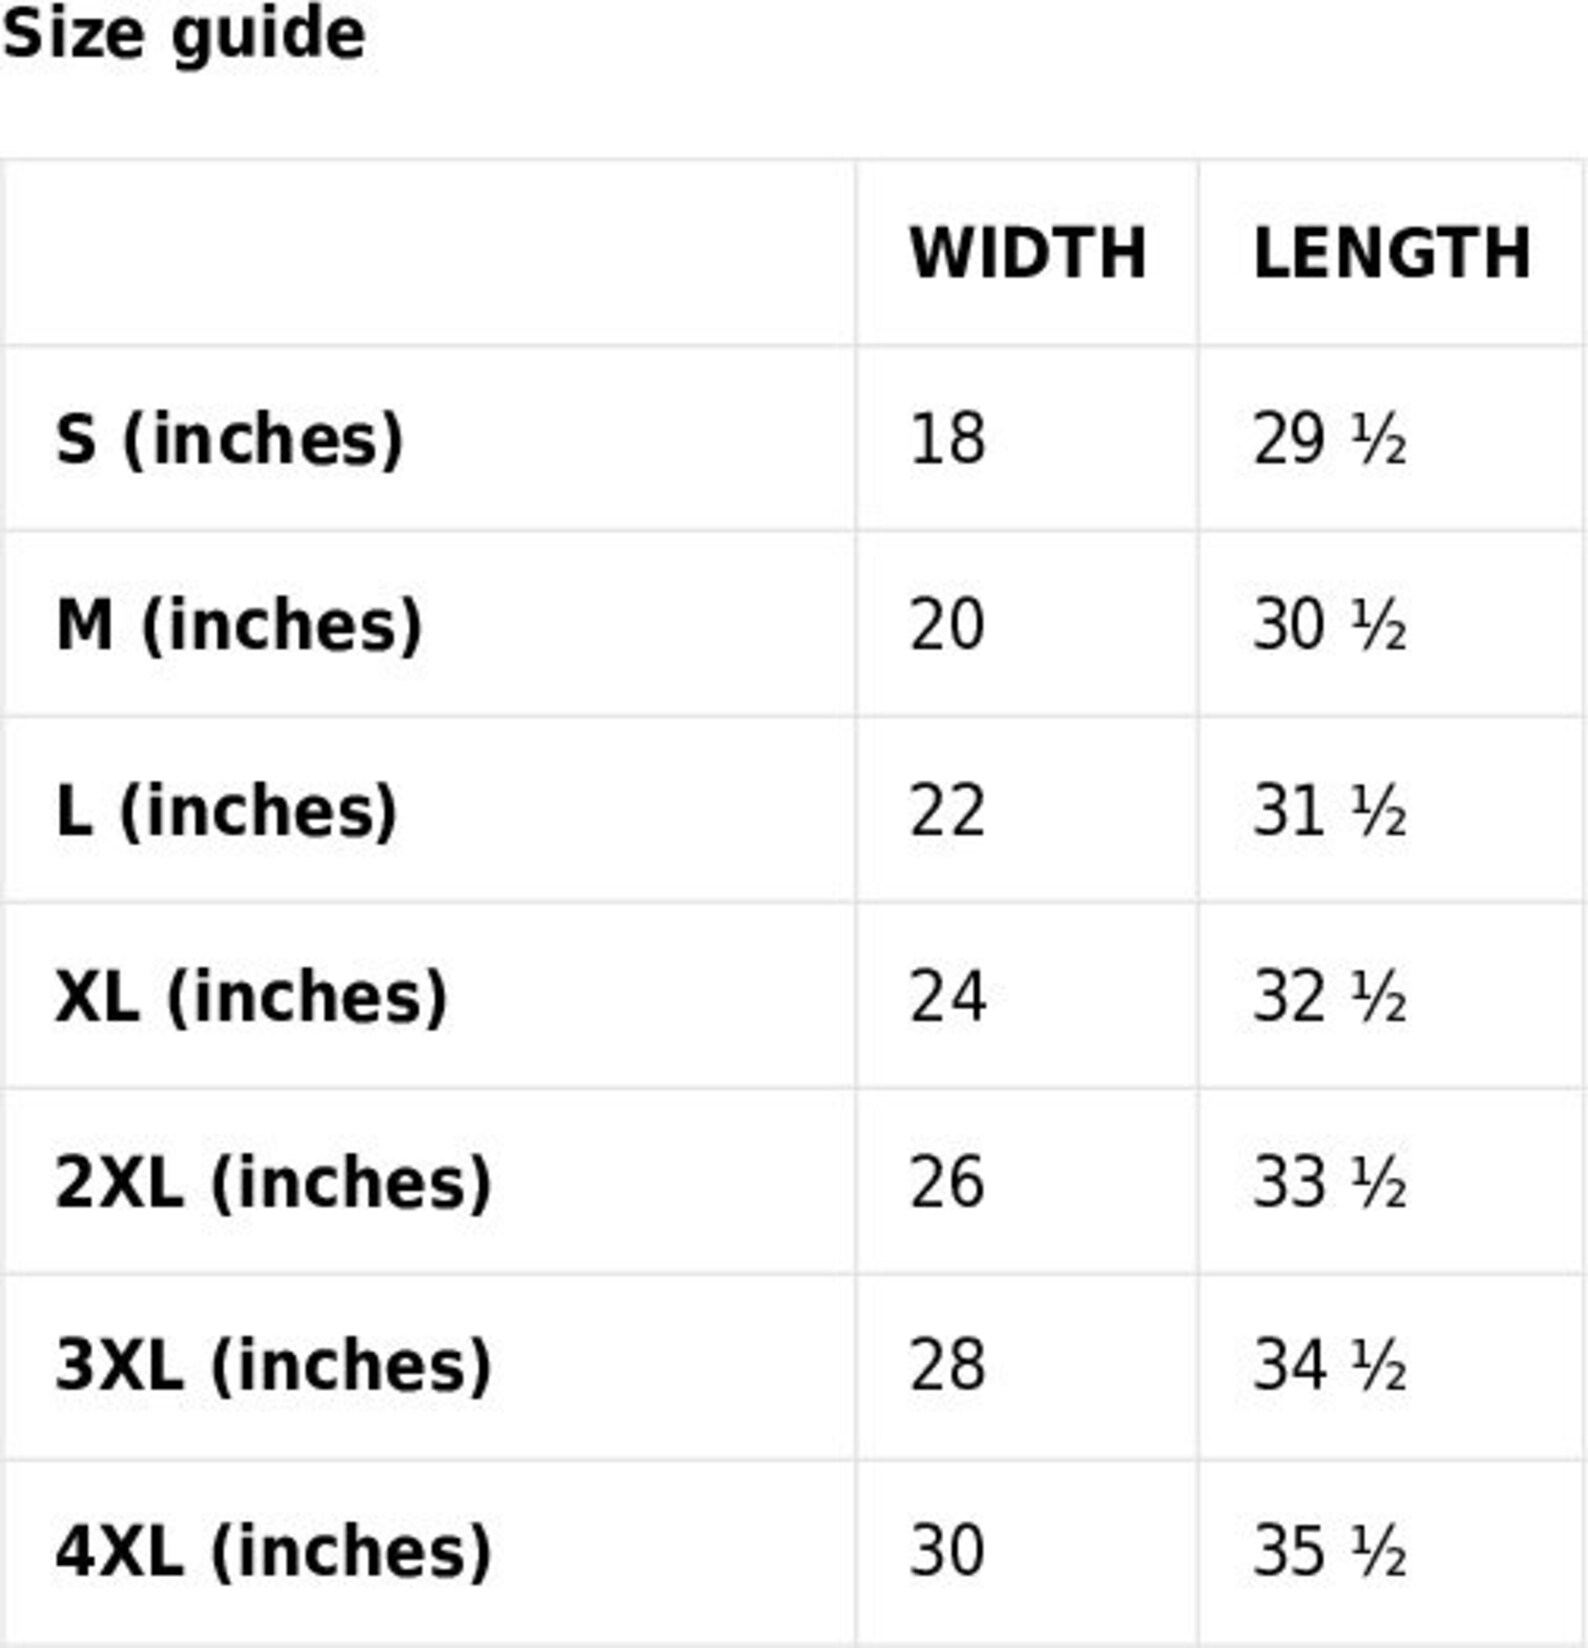 Size guide
WIDTH LENGTH
S (inches) 18 29 ½
M (inches) 20 30 ½
L (inches) 22 31 ½
XL (inches) 24 32 ½
2XL (inches) 26 33 ½
3XL (inches) 28 34 ½
4XL (inches) 30 35 ½